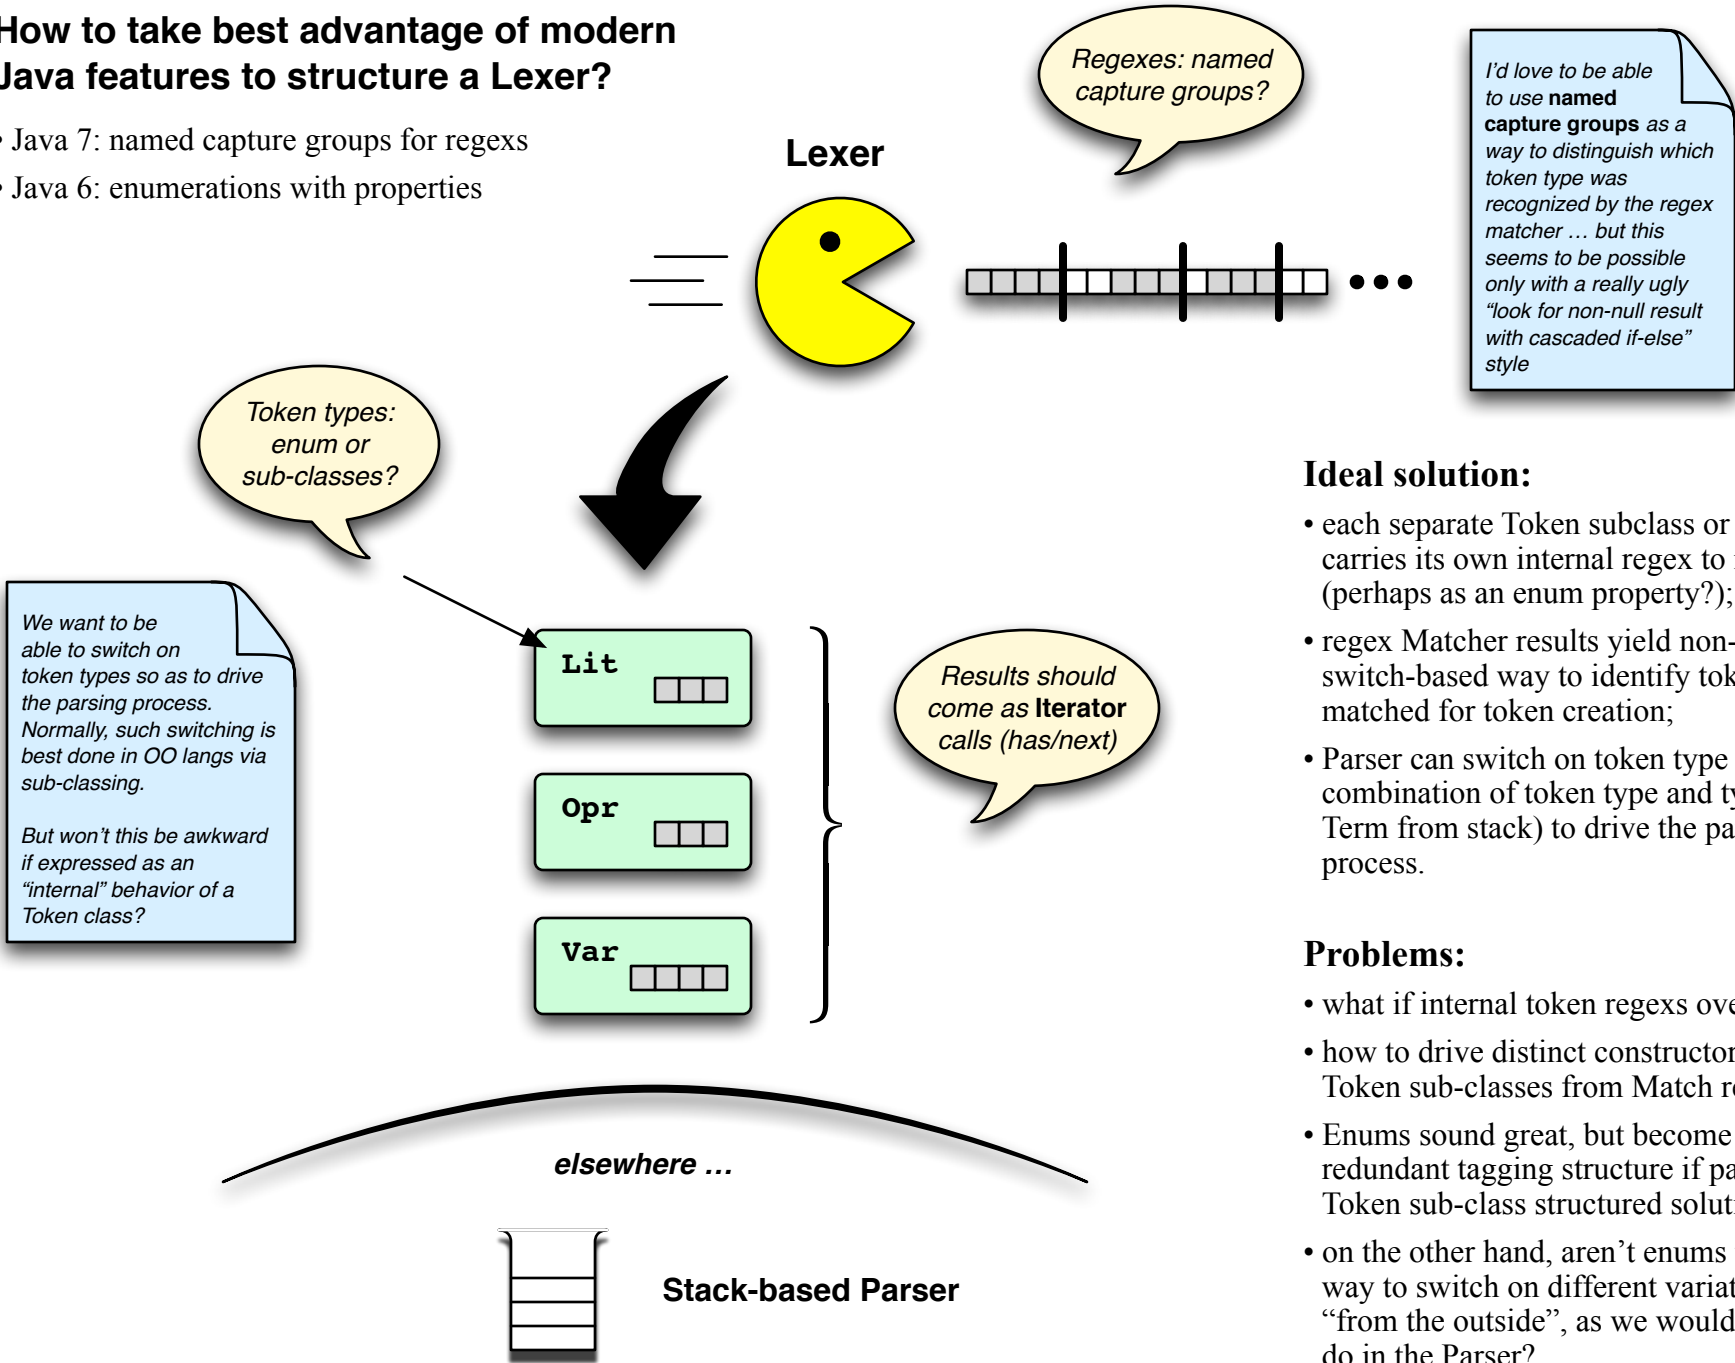 How to take best advantage of modern
Java features to structure a Lexer?
• Java 7: named capture groups for regexs
• Java 6: enumerations with properties
Lexer
Regexes: named
capture groups?
I’d love to be able
to use named
capture groups as a
way to distinguish which
token type was
recognized by the regex
matcher … but this
seems to be possible
only with a really ugly
“look for non-null result
with cascaded if-else”
style
Token types:
enum or
sub-classes?
We want to be
able to switch on
token types so as to drive
the parsing process.
Normally, such switching is
best done in OO langs via
sub-classing.
But won’t this be awkward
if expressed as an
“internal” behavior of a
Token class?
Lit
Opr
Var
Results should
come as Iterator
calls (has/next)
Ideal solution:
• each separate Token subclass or
carries its own internal regex to
(perhaps as an enum property?);
• regex Matcher results yield non-
switch-based way to identify
matched for token creation;
• Parser can switch on token type
combination of token type and
Term from stack) to drive the
process.
Problems:
• what if internal token regexs
• how to drive distinct
Token sub-classes from Match
• Enums sound great, but become
redundant tagging structure if
Token sub-class structured
• on the other hand, aren’t enums
way to switch on different
“from the outside”, as we would
do in the Parser?
elsewhere …
Stack-based Parser